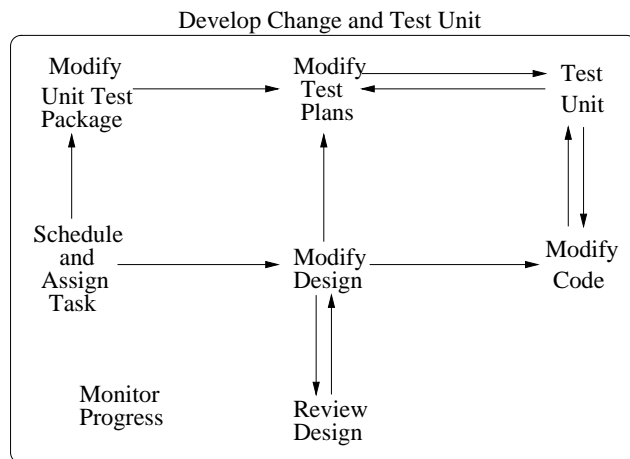 Develop Change and Test Unit
Modify
Unit Test
Package
Modify
Test
Plans
Test
Unit
Schedule
and
Assign
Task
Modify
Design
Modify
Code
Monitor
Progress
Review
Design